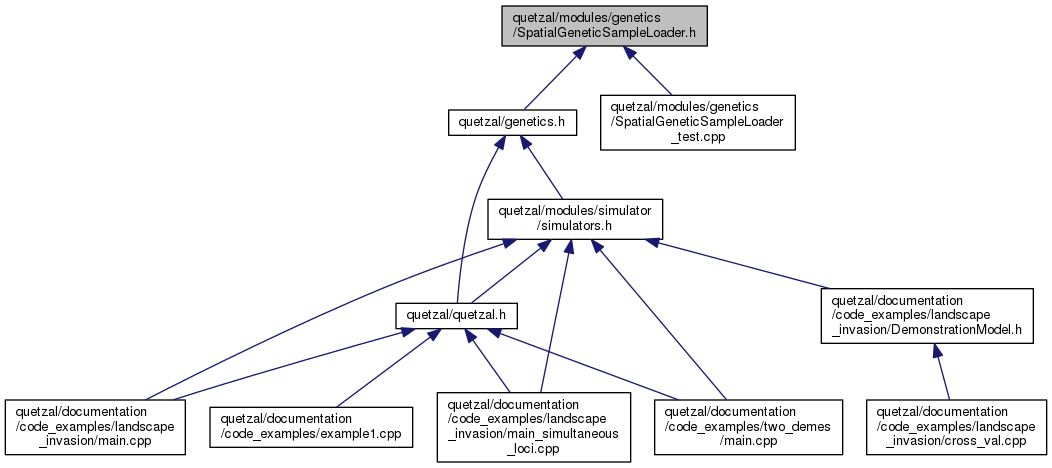 quetzal/modules/genetics
/SpatialGeneticSampleLoader.h
quetzal/genetics.h
quetzal/modules/genetics
/SpatialGeneticSampleLoader
_test.cpp
quetzal/modules/simulator
/simulators.h
quetzal/quetzal.h
quetzal/documentation
/code_examples/landscape
_invasion/DemonstrationModel.h
quetzal/documentation
/code_examples/landscape
_invasion/main.cpp
quetzal/documentation
/code_examples/example1.cpp
quetzal/documentation
/code_examples/landscape
_invasion/main_simultaneous
_loci.cpp
quetzal/documentation
/code_examples/two_demes
/main.cpp
quetzal/documentation
/code_examples/landscape
_invasion/cross_val.cpp